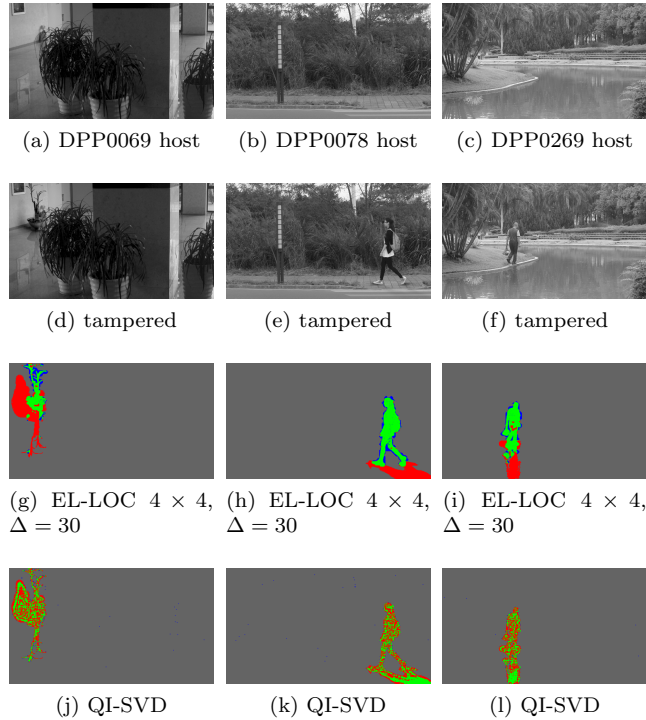 (a) DPP0069 host
(b) DPP0078 host
(c) DPP0269 host
(d) tampered
(e) tampered
(f) tampered
(g) EL-LOC 4 × 4,
Δ = 30
(h) EL-LOC 4 × 4,
Δ = 30
(i) EL-LOC 4 × 4,
Δ = 30
(j) QI-SVD
(k) QI-SVD
(l) QI-SVD